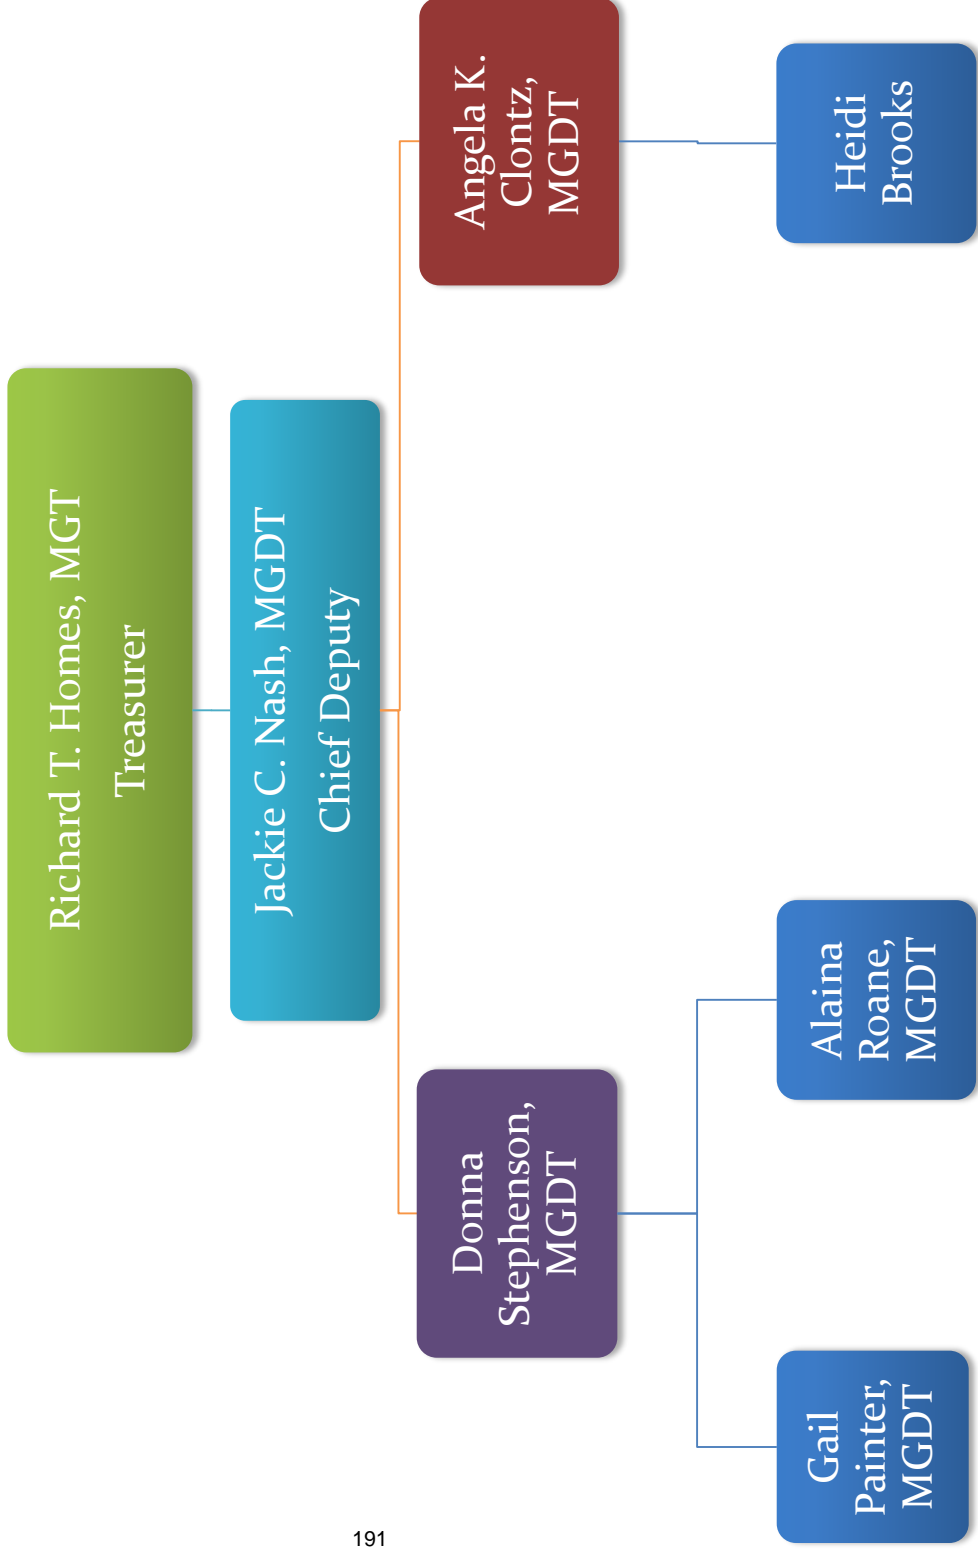 Richard T. Homes, MGT
Treasurer
Jackie C. Nash, MGDT
Chief Deputy
Donna
Stephenson,
MGDT
Angela K.
Clontz,
MGDT
Gail
Painter,
MGDT
Alaina
Roane,
MGDT
Heidi
Brooks
191